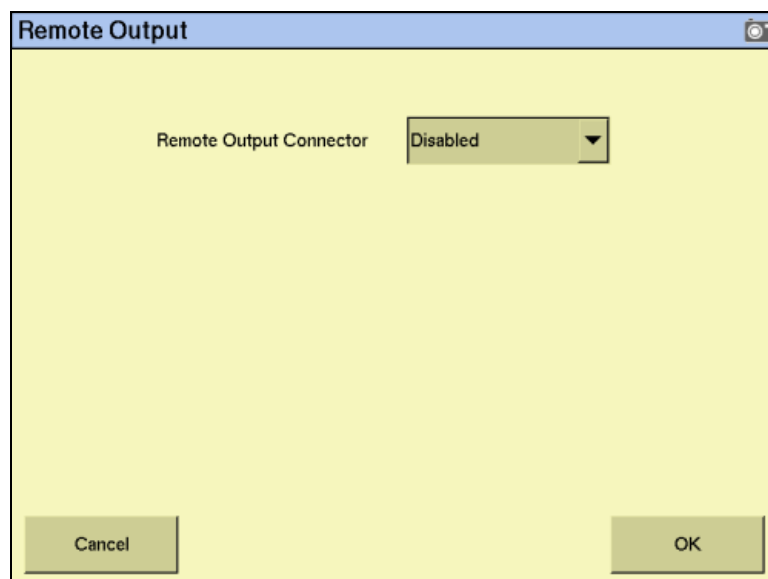 Remote Output
Remote Output Connector
Disabled
Cancel
OK